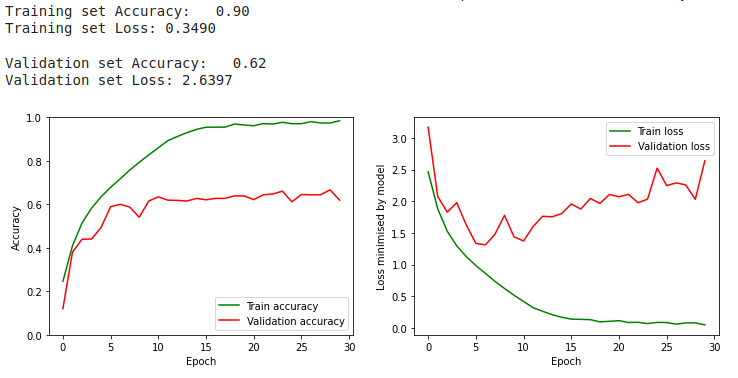 Training set Accuracy:   0.90
Training set Loss: 0.3490
Validation set Accuracy:   0.62
Validation set Loss: 2.6397
1.0
0.8
0.6
0.4
0.2
0.0
Accuracy
0
5
10
15
20
25
30
Epoch
Train accuracy
Validation accuracy
3.0
2.5
2.0
1.5
1.0
0.5
0.0
Loss minimised by model
0
5
10
15
20
25
30
Epoch
Train loss
Validation loss